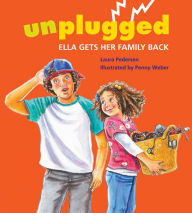 unplugged
ELLA GETS HER FAMILY BACK
Laura Pedersen
Illustrated by Penny Weber